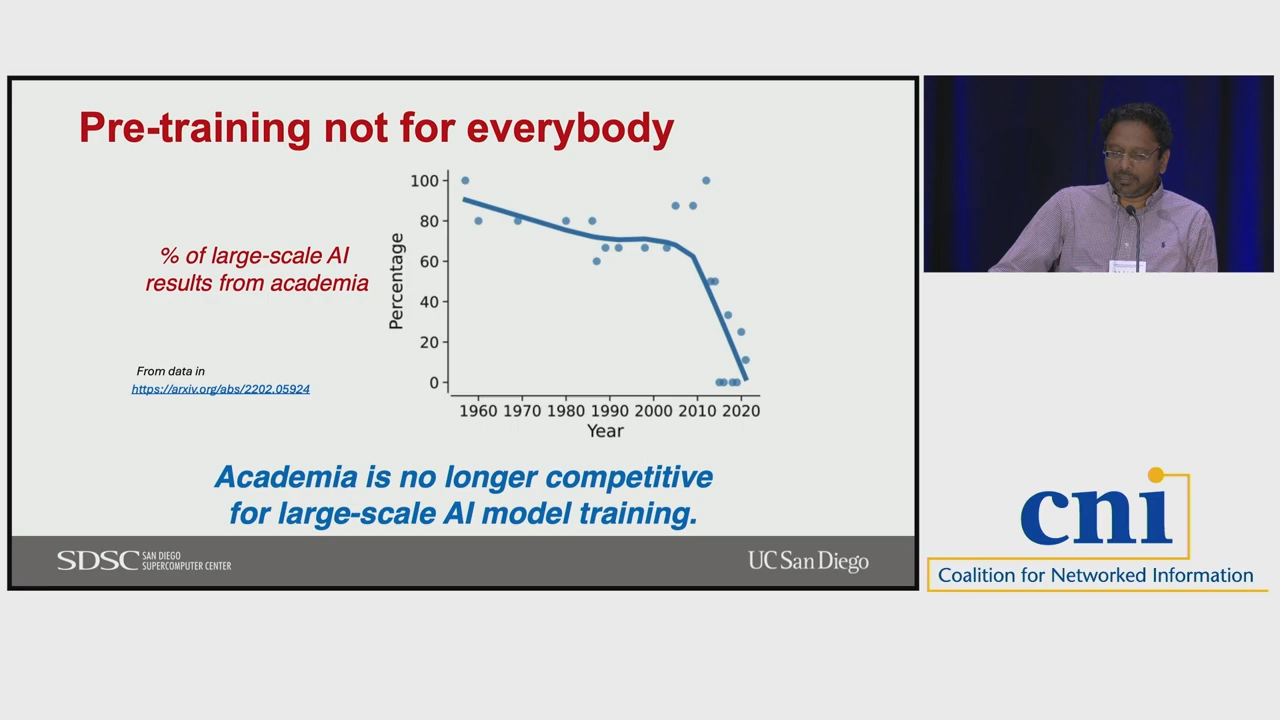 Pre-training not for everybody
% of large-scale AI
results from academia
From data in
https://arxiv.org/abs/2202.05924
Percentage
100
80
60
40
20
0
1960 1970 1980 1990 2000 2010 2020
Year
Academia is no longer competitive
for large-scale AI model training.
SDSC SAN DIEGO
SUPERCOMPUTER CENTER
UC San Diego
cni
Coalition for Networked Information